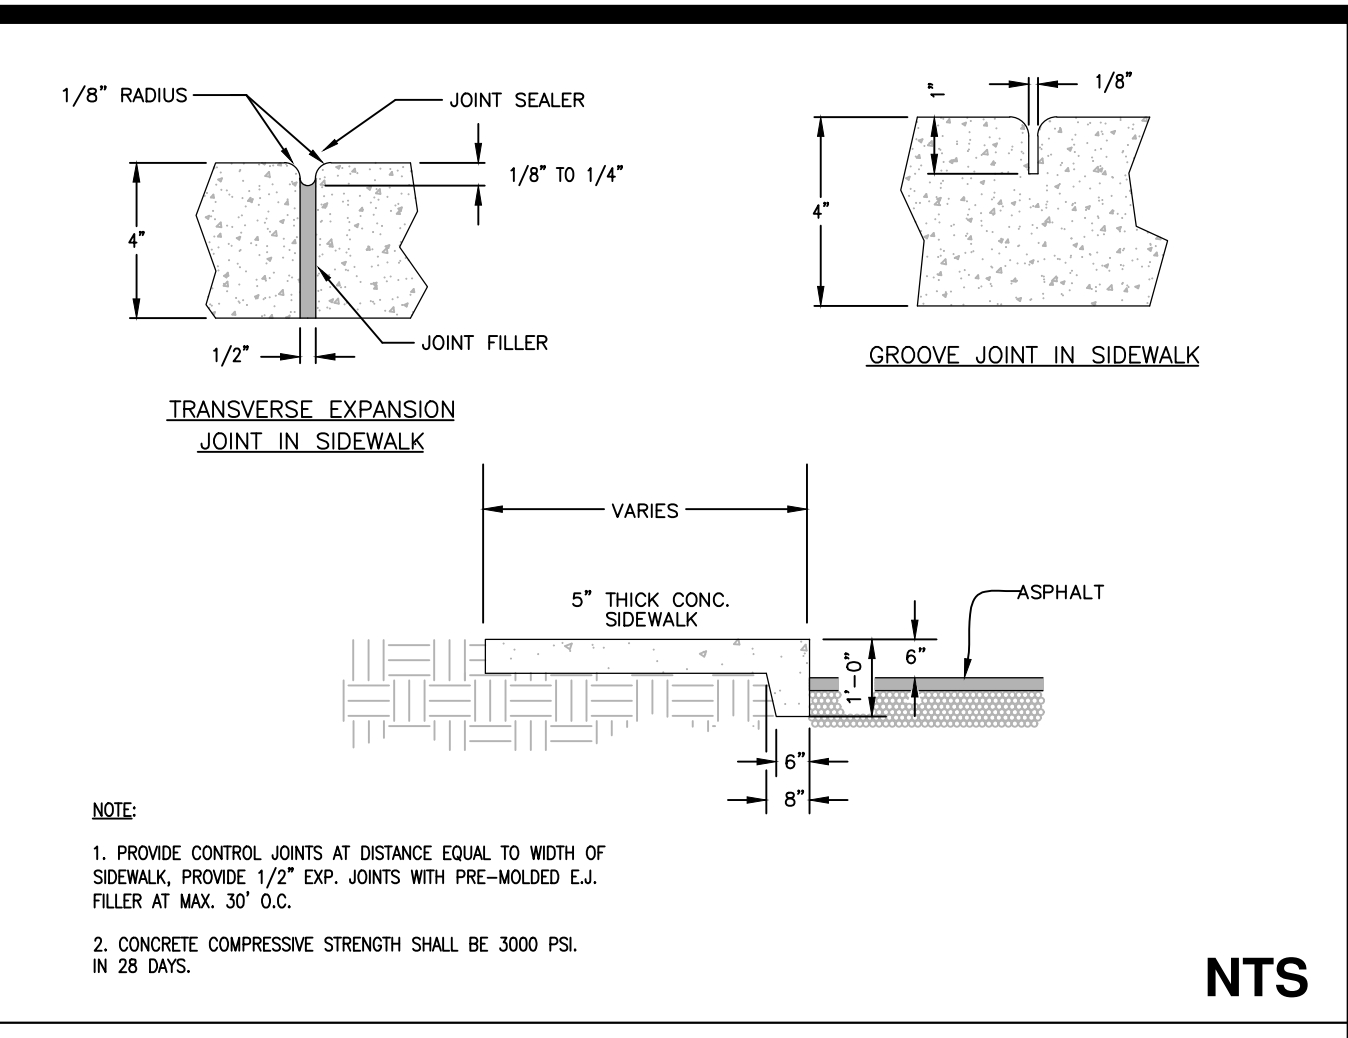 1/8" RADIUS
JOINT SEALER
1/8" TO 1/4"
4"
JOINT FILLER
1/2"
TRANSVERSE EXPANSION
JOINT IN SIDEWALK
1"
1/8"
4"
GROOVE JOINT IN SIDEWALK
VARIES
5" THICK CONC.
SIDEWALK
ASPHALT
1'-0"
6"
6"
8"
NOTE:
1. PROVIDE CONTROL JOINTS AT DISTANCE EQUAL TO WIDTH OF
SIDEWALK, PROVIDE 1/2" EXP. JOINTS WITH PRE-MOLDED E.J.
FILLER AT MAX. 30' O.C.
2. CONCRETE COMPRESSIVE STRENGTH SHALL BE 3000 PSI.
IN 28 DAYS.
NTS